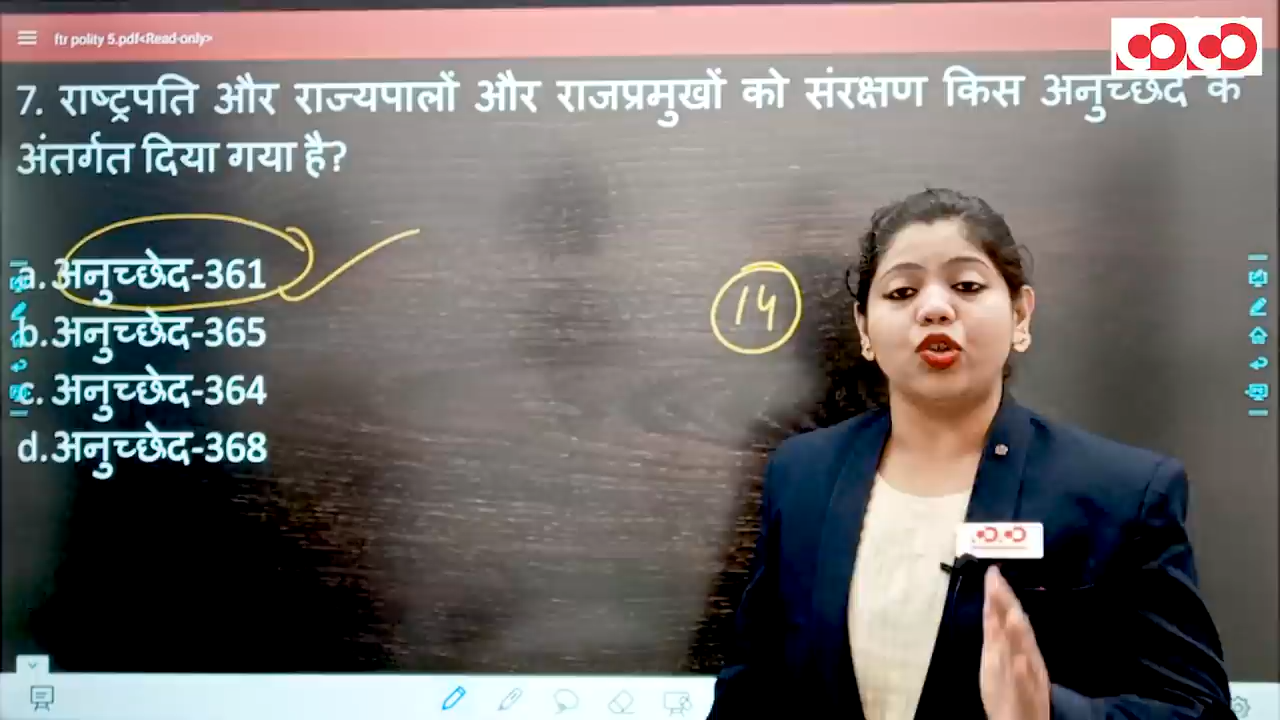 ftr polity 5.pdf<Read-only>
7. राष्ट्रपति और राज्यपालों और राजप्रमुखों को संरक्षण किस अनुच्छेद के
अंतर्गत दिया गया है?
a. अनुच्छेद-361
b. अनुच्छेद-365
c. अनुच्छेद-364
d. अनुच्छेद-368
14